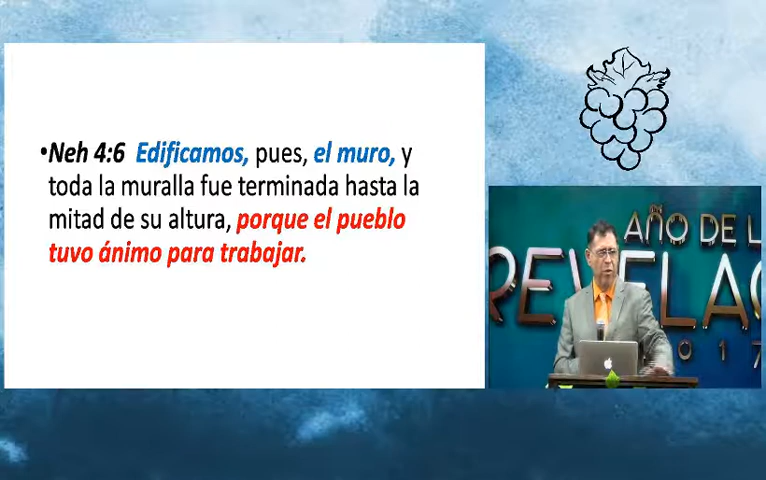 •Neh 4:6 Edificamos, pues, el muro, y
toda la muralla fue terminada hasta la
mitad de su altura, porque el pueblo
tuvo ánimo para trabajar.
AÑO DE L
REVELAC
017